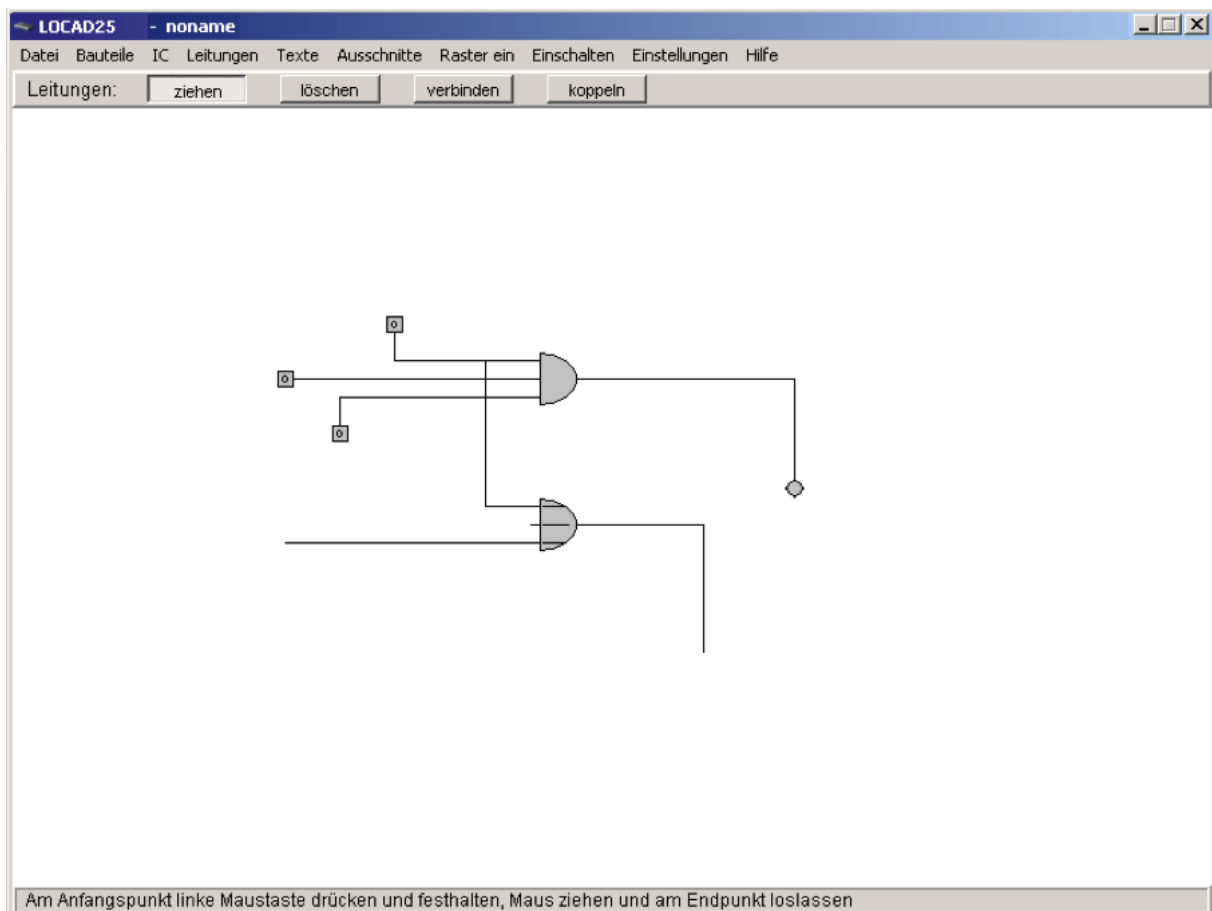 LOCAD25 - noname
Datei Bauteile IC Leitungen Texte Ausschnitte Raster ein Einschalten Einstellungen Hilfe
Leitungen: ziehen löschen verbinden koppeln
0
0
0
Am Anfangspunkt linke Maustaste drücken und festhalten, Maus ziehen und am Endpunkt loslassen